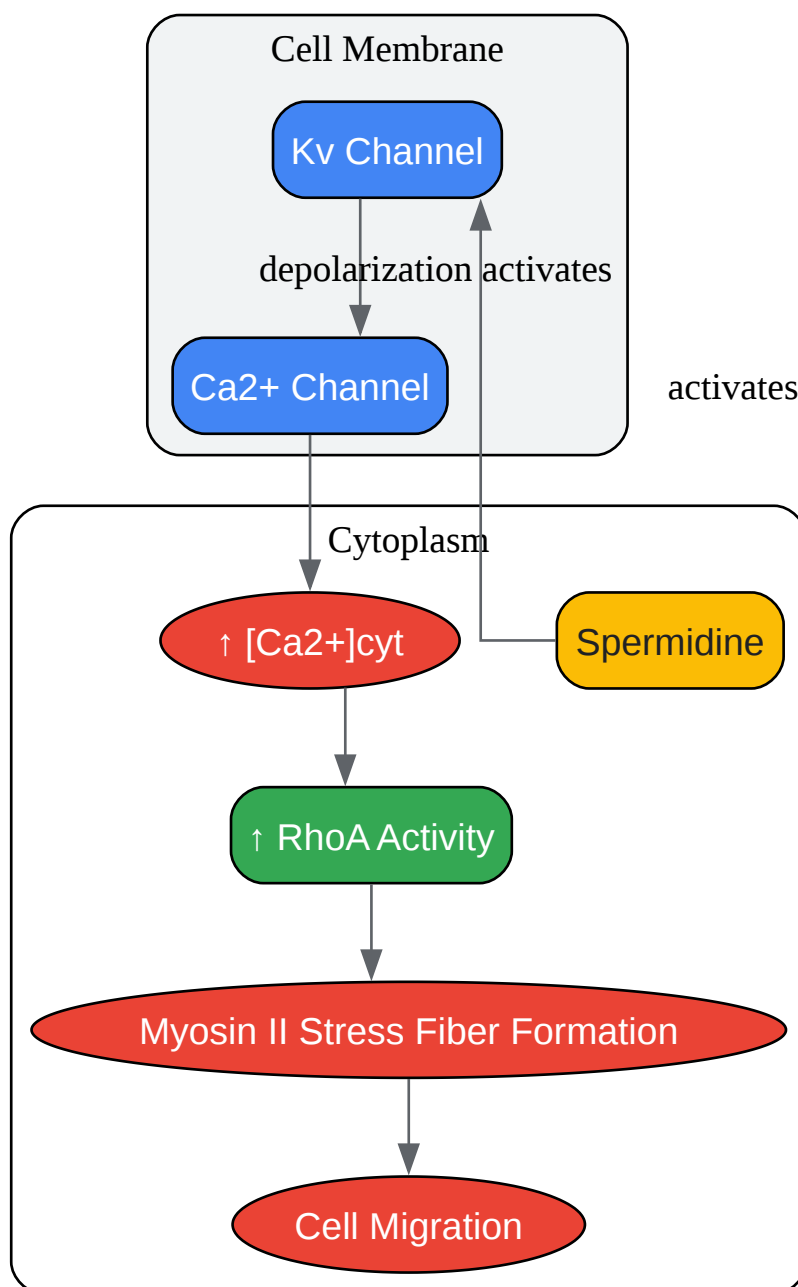 Cell Membrane
Kv Channel
depolarization activates
Ca2+ Channel
activates
Cytoplasm
↑ [Ca2+]cyt
Spermidine
↑ RhoA Activity
Myosin II Stress Fiber Formation
Cell Migration